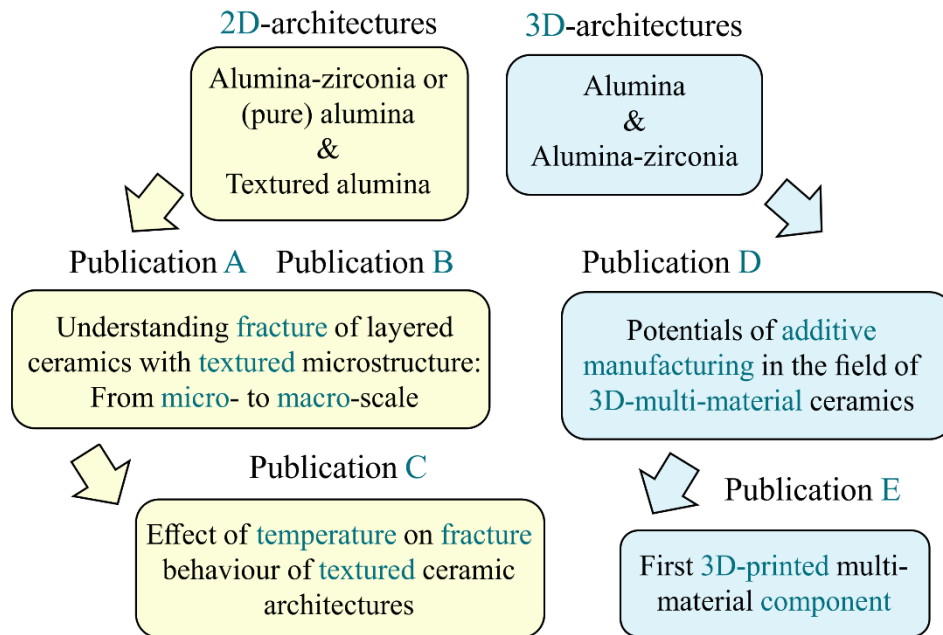 2D-architectures
Alumina-zirconia or
(pure) alumina
&
Textured alumina
Publication A
Publication B
Understanding fracture of layered
ceramics with textured microstructure:
From micro- to macro-scale
Publication C
Effect of temperature on fracture
behaviour of textured ceramic
architectures
3D-architectures
Alumina
&
Alumina-zirconia
Publication D
Potentials of additive
manufacturing in the field of
3D-multi-material ceramics
Publication E
First 3D-printed multi-
material component